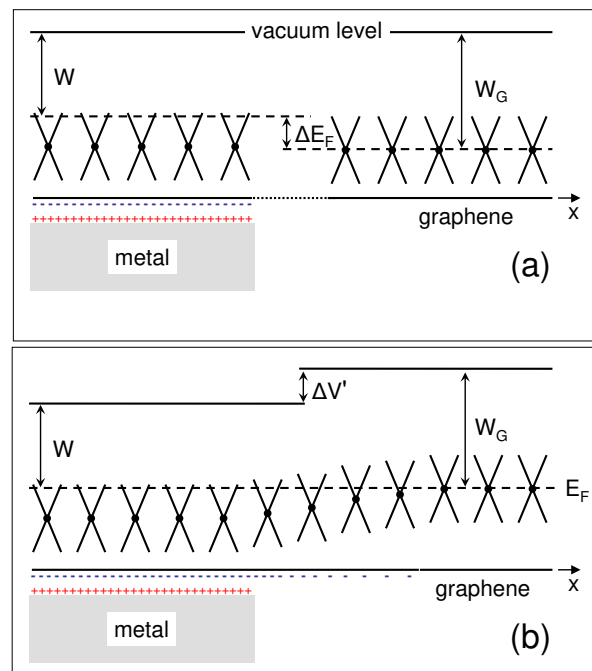 vacuum level
W
W_G
ΔE_F
- - - - - - - - - - - - - - - - - - - - - - - -
++++++++++++++++++++++++
graphene
x
metal
(a)
ΔV'
W
W_G
E_F
- - - - - - - - - - - - - - - - - - - - - - - - - - - - - -
++++++++++++++++++++++++
graphene
x
metal
(b)